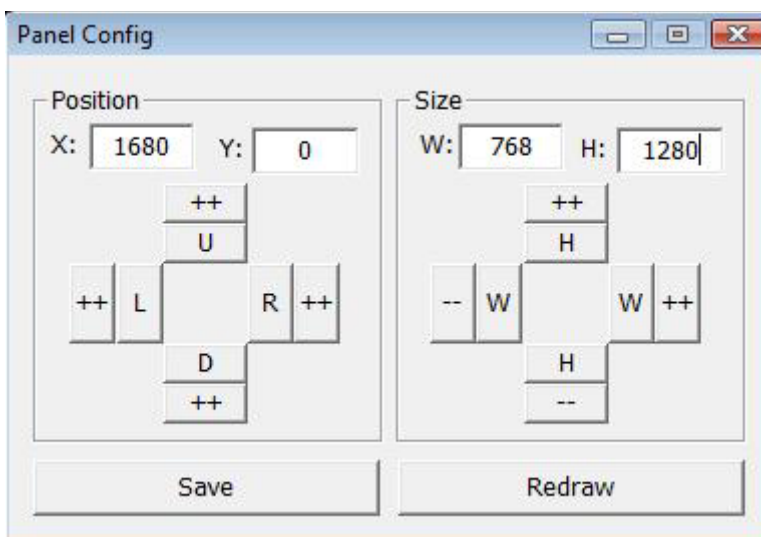 Panel Config
Position
Size
X: 1680 Y: 0
W: 768 H: 1280
++ ++
U H
++ L R ++ -- W W ++
D H
++ --
Save Redraw